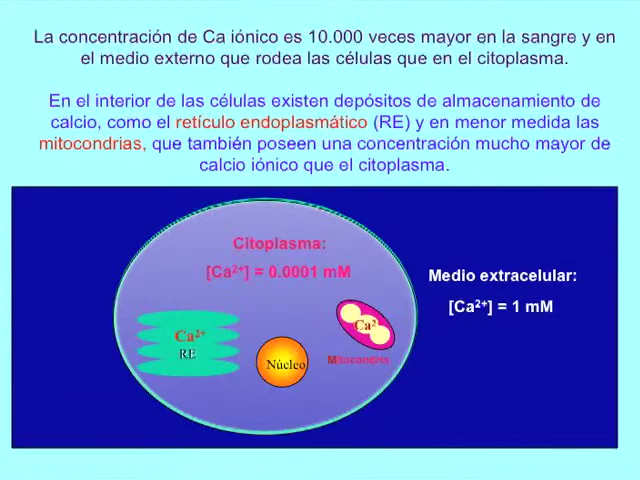 La concentración de Ca iónico es 10.000 veces mayor en la sangre y en
el medio externo que rodea las células que en el citoplasma.
En el interior de las células existen depósitos de almacenamiento de
calcio, como el retículo endoplasmático (RE) y en menor medida las
mitocondrias, que también poseen una concentración mucho mayor de
calcio iónico que el citoplasma.
Citoplasma:
[Ca²⁺] = 0.0001 mM
Medio extracelular:
[Ca²⁺] = 1 mM
Ca²⁺
RE
Núcleo
Ca²
Mitocondria